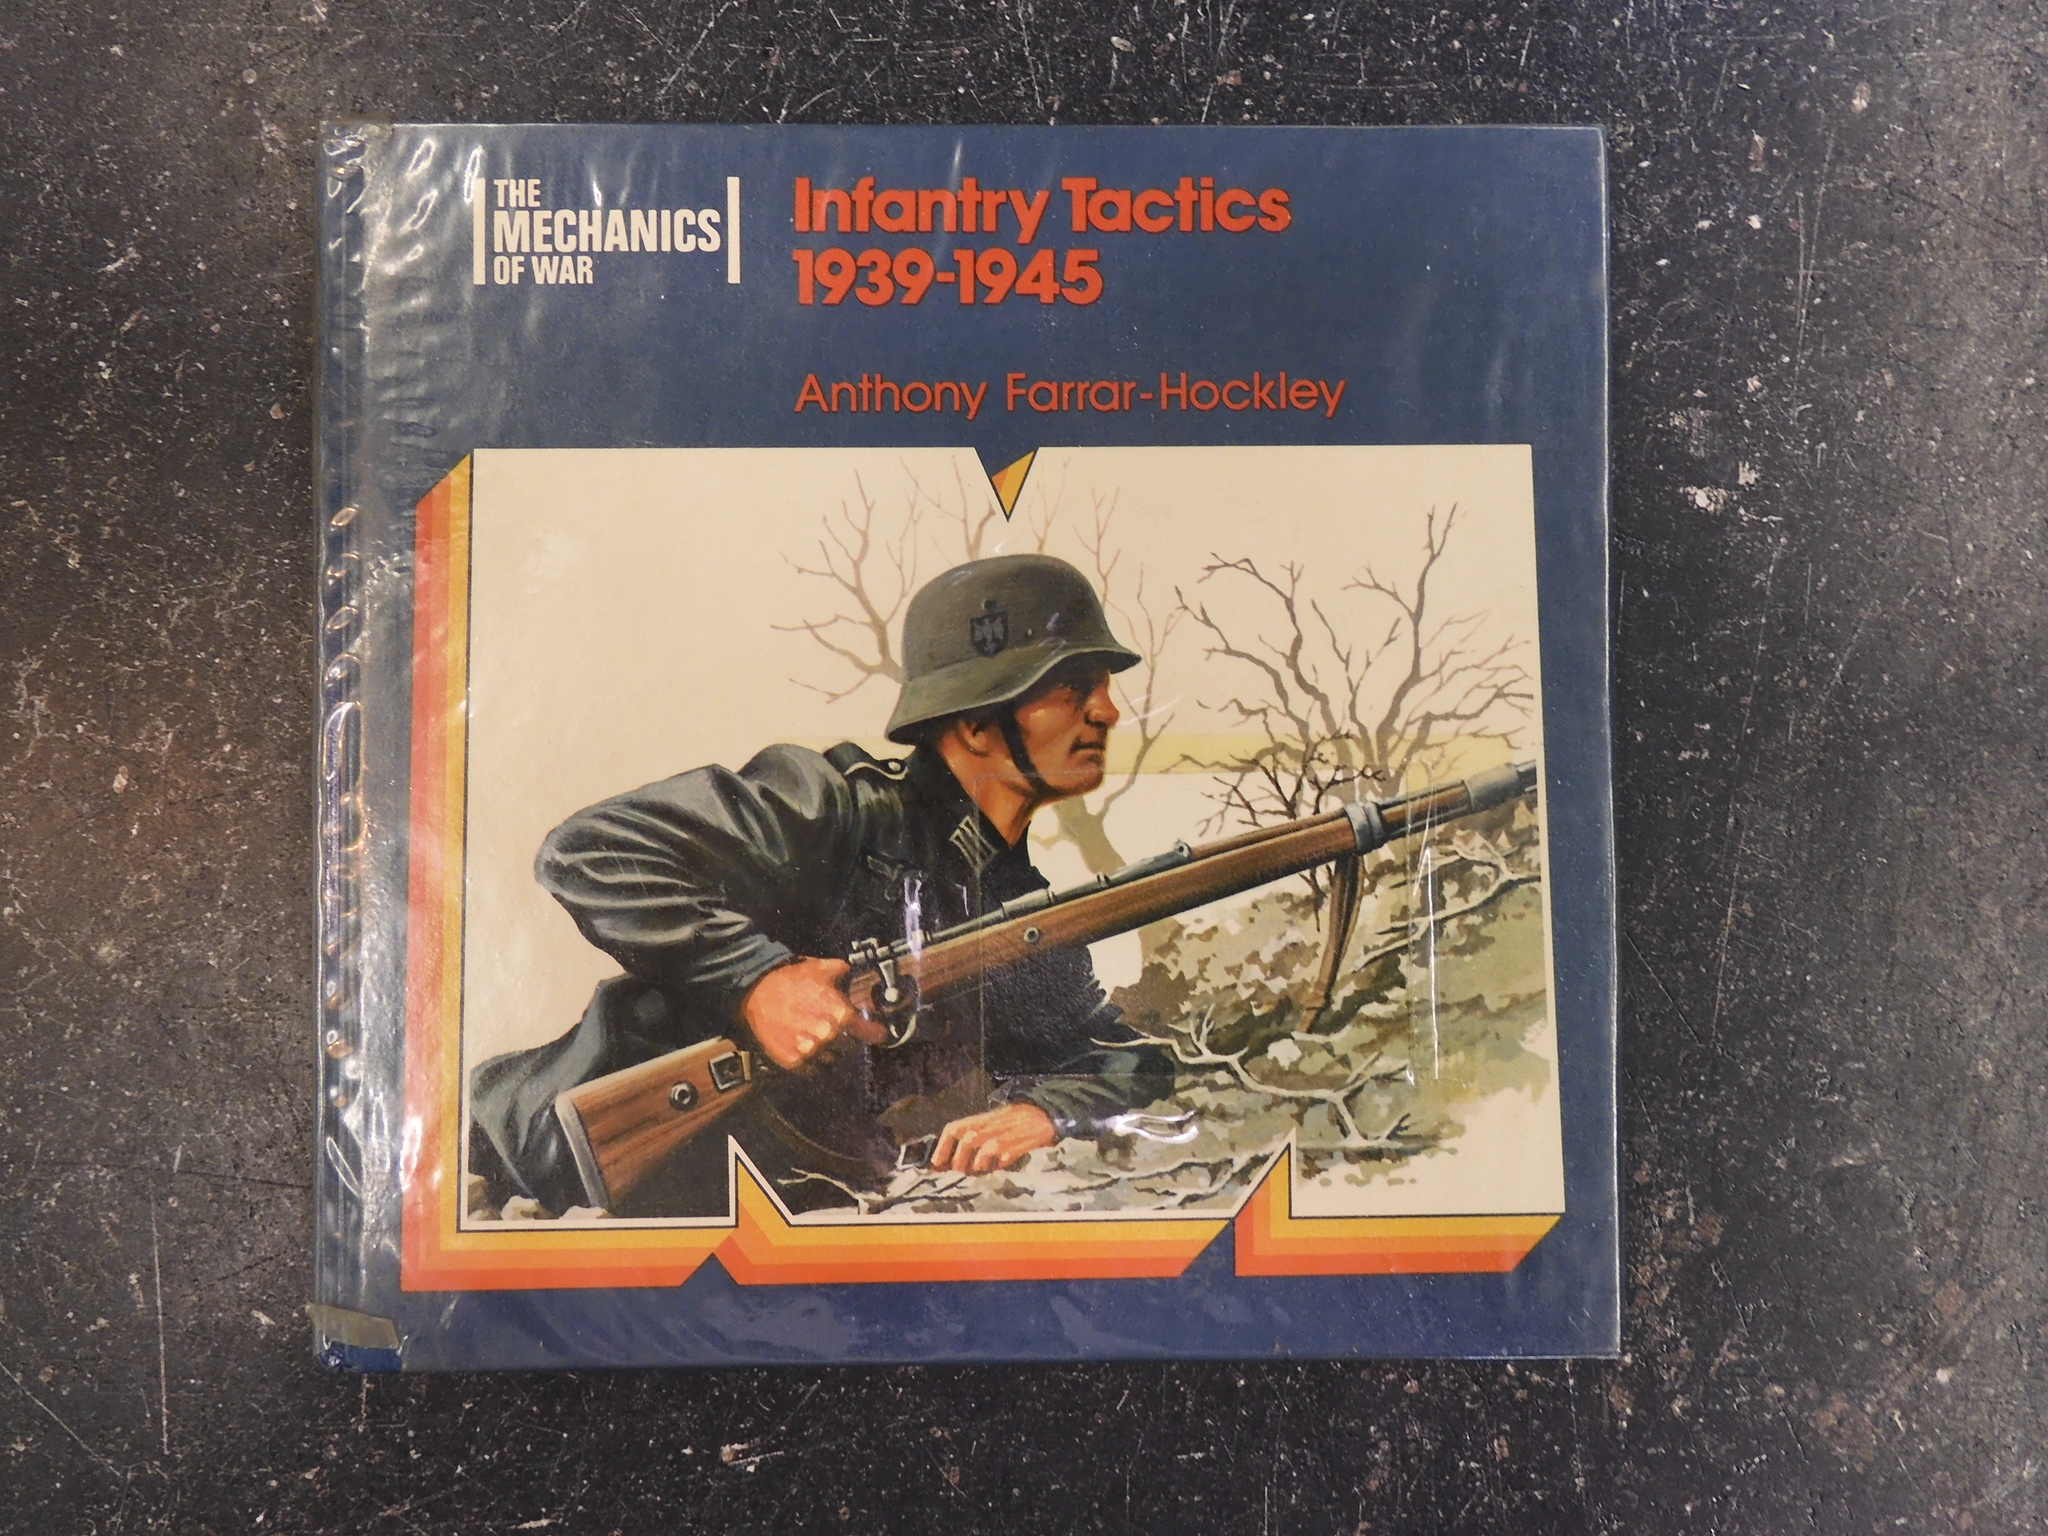 THE
MECHANICS
OF WAR
Infantry Tactics
1939-1945
Anthony Farrar-Hockley